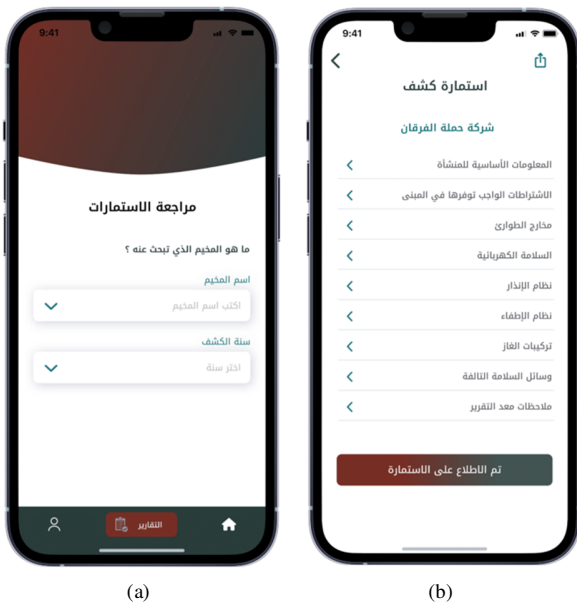 9:41
مراجعة الاستمارات
ما هو المخيم الذي تبحث عنه ؟
اسم المخيم
اكتب اسم المخيم
سنة الكشف
اختر سنة
التقارير
(a)
9:41
استمارة كشف
شركة حملة الفرقان
المعلومات الأساسية للمنشأة
الاشتراطات الواجب توفرها في المبنى
مخارج الطوارئ
السلامة الكهربائية
نظام الإنذار
نظام الإطفاء
تركيبات الغاز
وسائل السلامة التالفة
ملاحظات معد التقرير
تم الاطلاع على الاستمارة
(b)